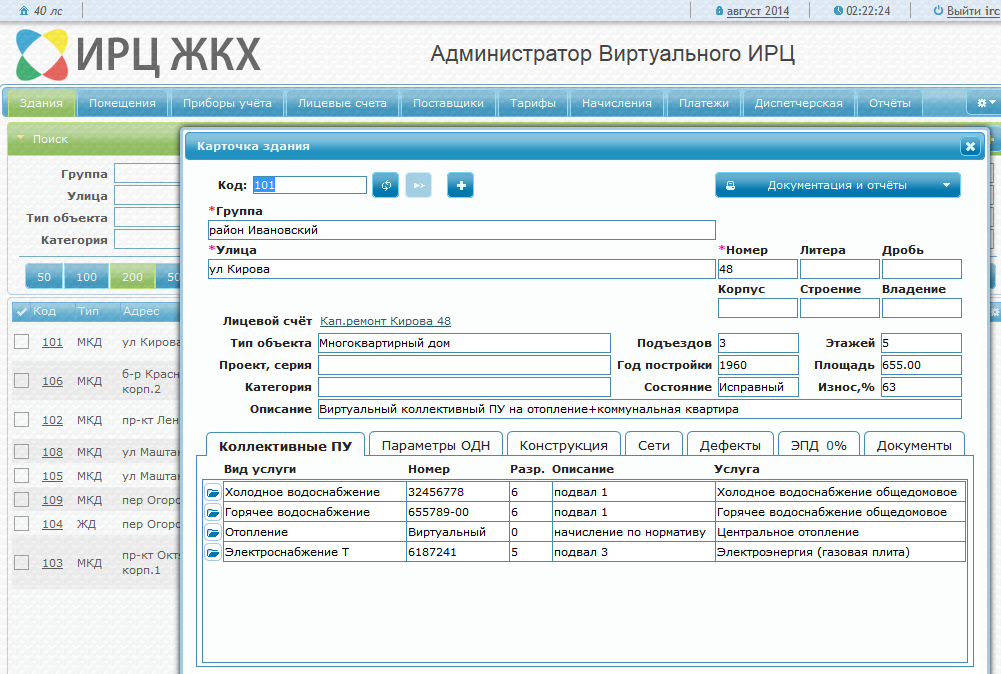 40 лс август 2014 02:22:24 Выйти irc
ИРЦ ЖКХ Администратор Виртуального ИРЦ
Здания Помещения Приборы учёта Лицевые счета Поставщики Тарифы Начисления Платежи Диспетчерская Отчёты
Поиск
Группа
Улица
Тип объекта
Категория
50 100 200 50
Код Тип Адрес
101 МКД ул Кирова
106 МКД б-р Красн
корп.2
102 МКД пр-кт Лен
108 МКД ул Машта
105 МКД ул Машта
109 МКД пер Огоро
104 ЖД пер Огоро
103 МКД пр-кт Окт
корп.1
Карточка здания
Код: 101 Документация и отчёты
*Группа
район Ивановский
*Улица *Номер Литера Дробь
ул Кирова 48
Корпус Строение Владение
Лицевой счёт Кап.ремонт Кирова 48
Тип объекта Многоквартирный дом Подъездов 3 Этажей 5
Проект, серия Год постройки 1960 Площадь 655.00
Категория Состояние Исправный Износ,% 63
Описание Виртуальный коллективный ПУ на отопление+коммунальная квартира
Коллективные ПУ Параметры ОДН Конструкция Сети Дефекты ЭПД 0% Документы
Вид услуги Номер Разр. Описание Услуга
Холодное водоснабжение 32456778 6 подвал 1 Холодное водоснабжение общедомовое
Горячее водоснабжение 655789-00 6 подвал 1 Горячее водоснабжение общедомовое
Отопление Виртуальный 0 начисление по нормативу Центральное отопление
Электроснабжение Т 6187241 5 подвал 3 Электроэнергия (газовая плита)